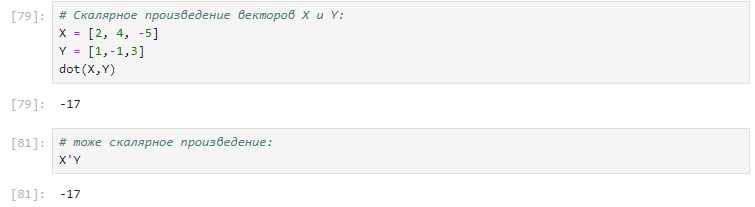 [79]: # Скалярное произведение векторов X и Y:
X = [2, 4, -5]
Y = [1,-1,3]
dot(X,Y)
[79]: -17
[81]: # тоже скалярное произведение:
X'Y
[81]: -17